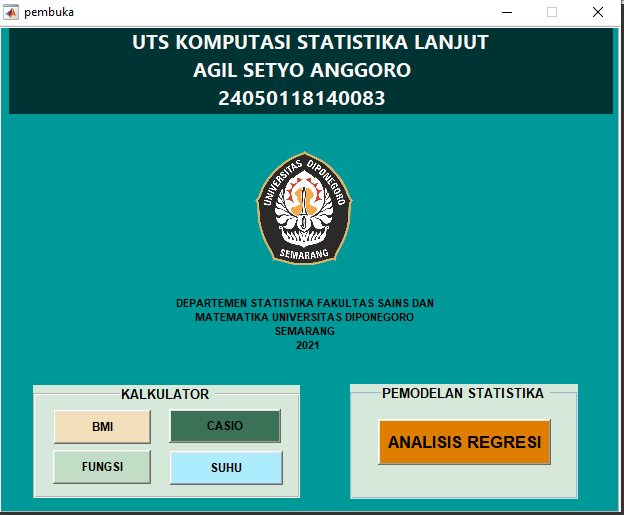 pembuka
UTS KOMPUTASI STATISTIKA LANJUT
AGIL SETYO ANGGORO
24050118140083
UNIVERSITAS DIPONEGORO
SEMARANG
DEPARTEMEN STATISTIKA FAKULTAS SAINS DAN
MATEMATIKA UNIVERSITAS DIPONEGORO
SEMARANG
2021
KALKULATOR
BMI
CASIO
FUNGSI
SUHU
PEMODELAN STATISTIKA
ANALISIS REGRESI